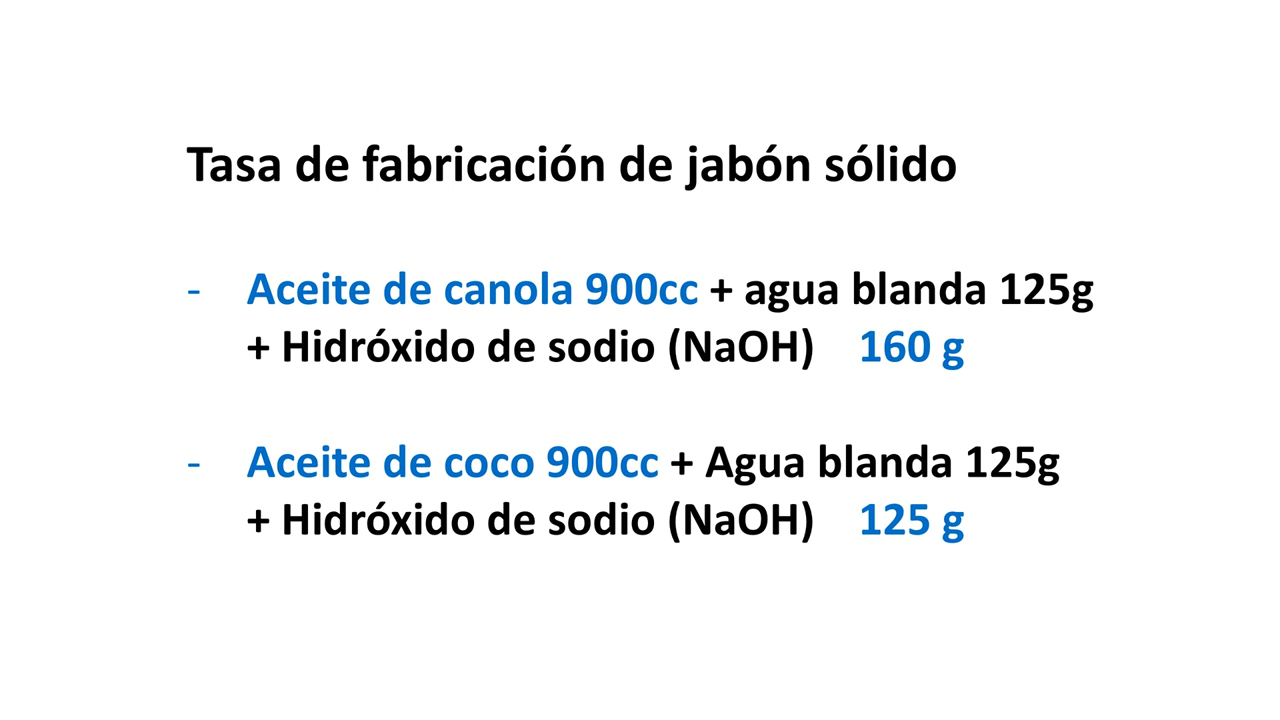 Tasa de fabricación de jabón sólido
- Aceite de canola 900cc + agua blanda 125g
+ Hidróxido de sodio (NaOH) 160 g
- Aceite de coco 900cc + Agua blanda 125g
+ Hidróxido de sodio (NaOH) 125 g